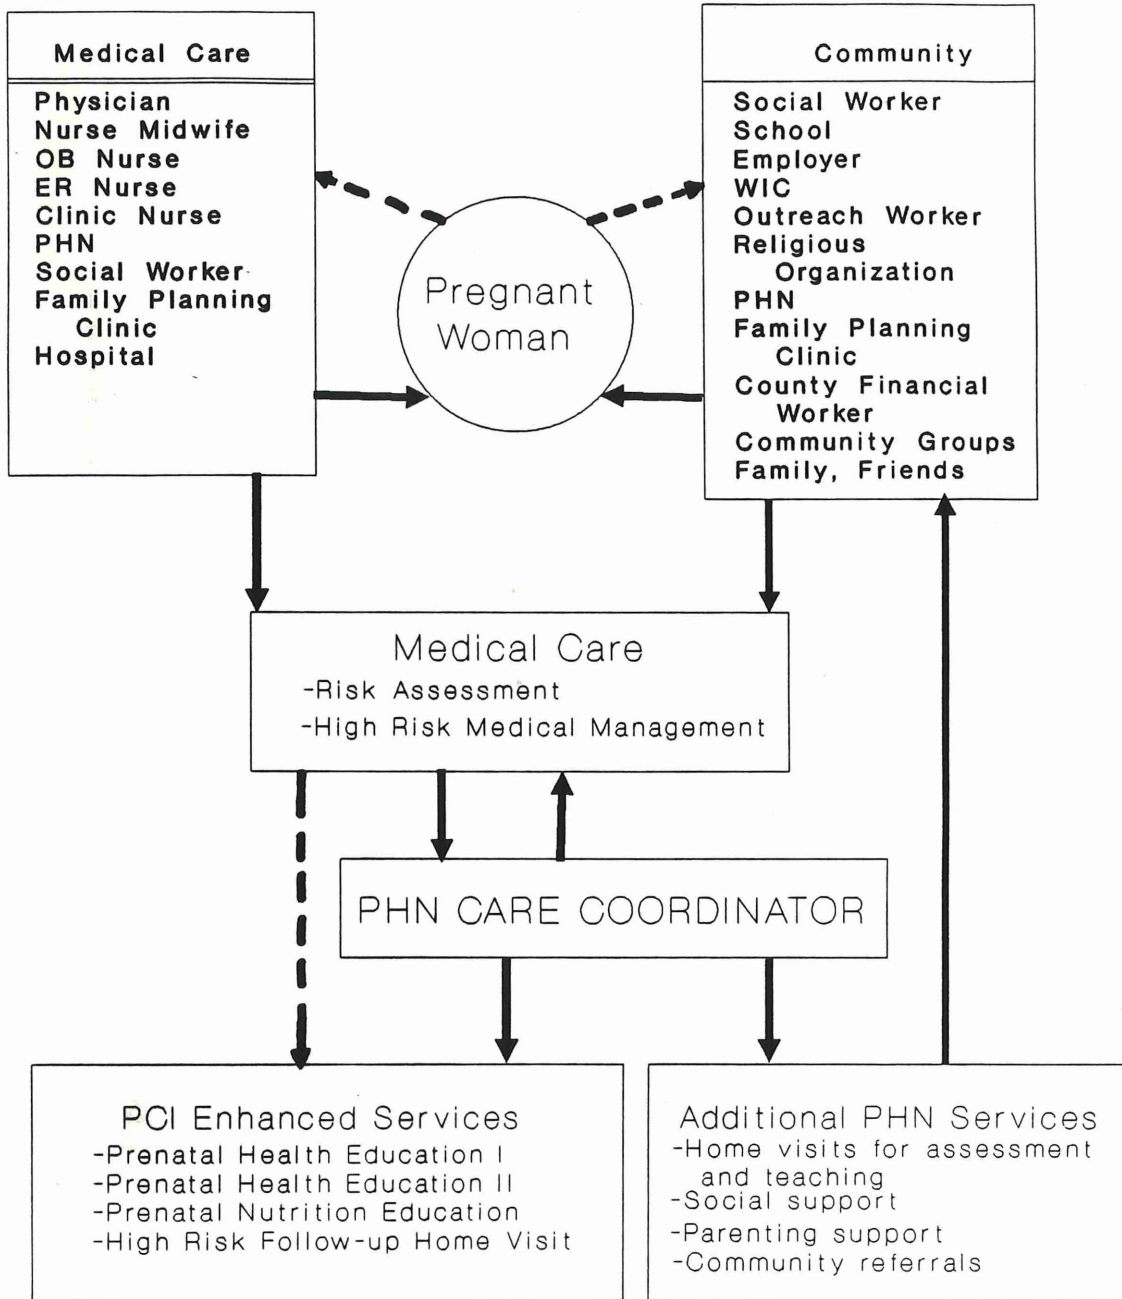 Medical Care
Physician
Nurse Midwife
OB Nurse
ER Nurse
Clinic Nurse
PHN
Social Worker
Family Planning
Clinic
Hospital
Pregnant
Woman
Community
Social Worker
School
Employer
WIC
Outreach Worker
Religious
Organization
PHN
Family Planning
Clinic
County Financial
Worker
Community Groups
Family, Friends
Medical Care
-Risk Assessment
-High Risk Medical Management
PHN CARE COORDINATOR
PCI Enhanced Services
-Prenatal Health Education I
-Prenatal Health Education II
-Prenatal Nutrition Education
-High Risk Follow-up Home Visit
Additional PHN Services
-Home visits for assessment
and teaching
-Social support
-Parenting support
-Community referrals